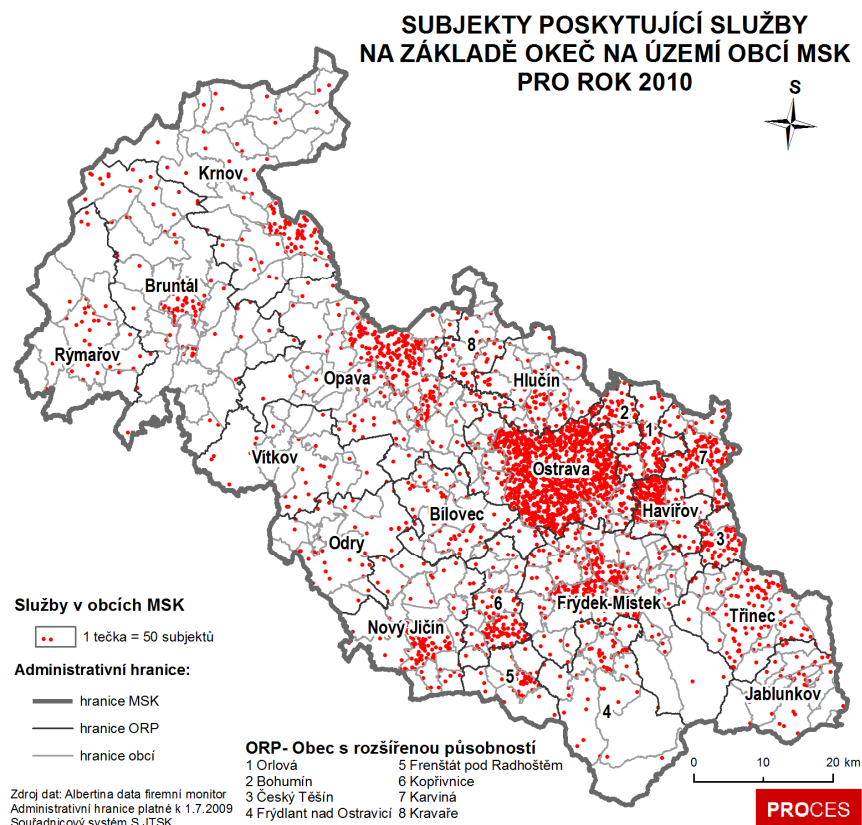 SUBJEKTY POSKYTUJÍCÍ SLUŽBY
NA ZÁKLADĚ OKEČ NA ÚZEMÍ OBCÍ MSK
PRO ROK 2010
S
Krnov
Bruntál
Rýmařov
8
Opava
Hlučín
2
1
7
Vítkov
Ostrava
Bílovec
Havířov
3
Odry
6
Frýdek-Místek
Třinec
Nový Jičín
5
4
Jablunkov
Služby v obcích MSK
1 tečka = 50 subjektů
Administrativní hranice:
hranice MSK
hranice ORP
hranice obcí
ORP- Obec s rozšířenou působností
1 Orlová
2 Bohumín
3 Český Těšín
4 Frýdlant nad Ostravicí
5 Frenštát pod Radhoštěm
6 Kopřivnice
7 Karviná
8 Kravaře
0 10 20 km
Zdroj dat: Albertina data firemní monitor
Administrativní hranice platné k 1.7.2009
Souřadnicový systém S JTSK
PROCES